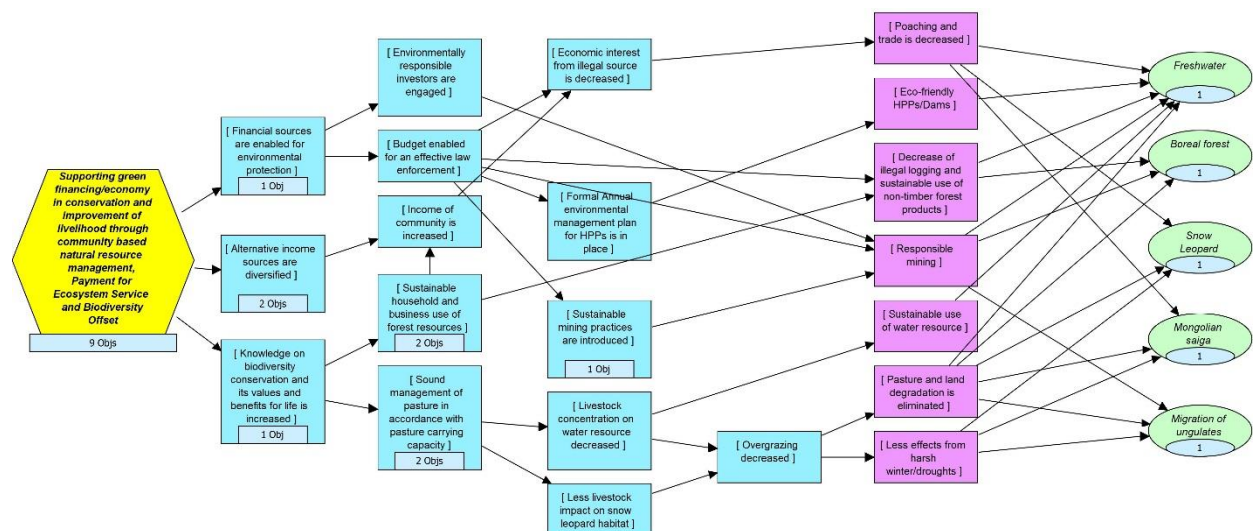 Supporting green
financing/economy
in conservation and
improvement of
livelihood through
community based
natural resource
management,
Payment for
Ecosystem Service
and Biodiversity
Offset
9 Objs
[ Financial sources
are enabled for
environmental
protection ]
1 Obj
[ Alternative income
sources are
diversified ]
2 Objs
[ Knowledge on
biodiversity
conservation and
its values and
benefits for life is
increased ]
1 Obj
[ Environmentally
responsible
investors are
engaged ]
[ Budget enabled
for an effective law
enforcement ]
[ Income of
community is
increased ]
[ Sustainable
household and
business use of
forest resources ]
2 Objs
[ Sound
management of
pasture in
accordance with
pasture carrying
capacity ]
2 Objs
[ Economic interest
from illegal source
is decreased ]
[ Formal Annual
environmental
management plan
for HPPs is in
place ]
[ Sustainable
mining practices
are introduced ]
1 Obj
[ Livestock
concentration on
water resource
decreased ]
[ Less livestock
impact on snow
leopard habitat ]
[ Overgrazing
decreased ]
[ Poaching and
trade is decreased ]
[ Eco-friendly
HPPs/Dams ]
[ Decrease of
illegal logging and
sustainable use of
non-timber forest
products ]
[ Responsible
mining ]
[ Sustainable use
of water resource ]
[ Pasture and land
degradation is
eliminated ]
[ Less effects from
harsh
winter/droughts ]
Freshwater
1
Boreal forest
1
Snow
Leopard
1
Mongolian
saiga
1
Migration of
ungulates
1